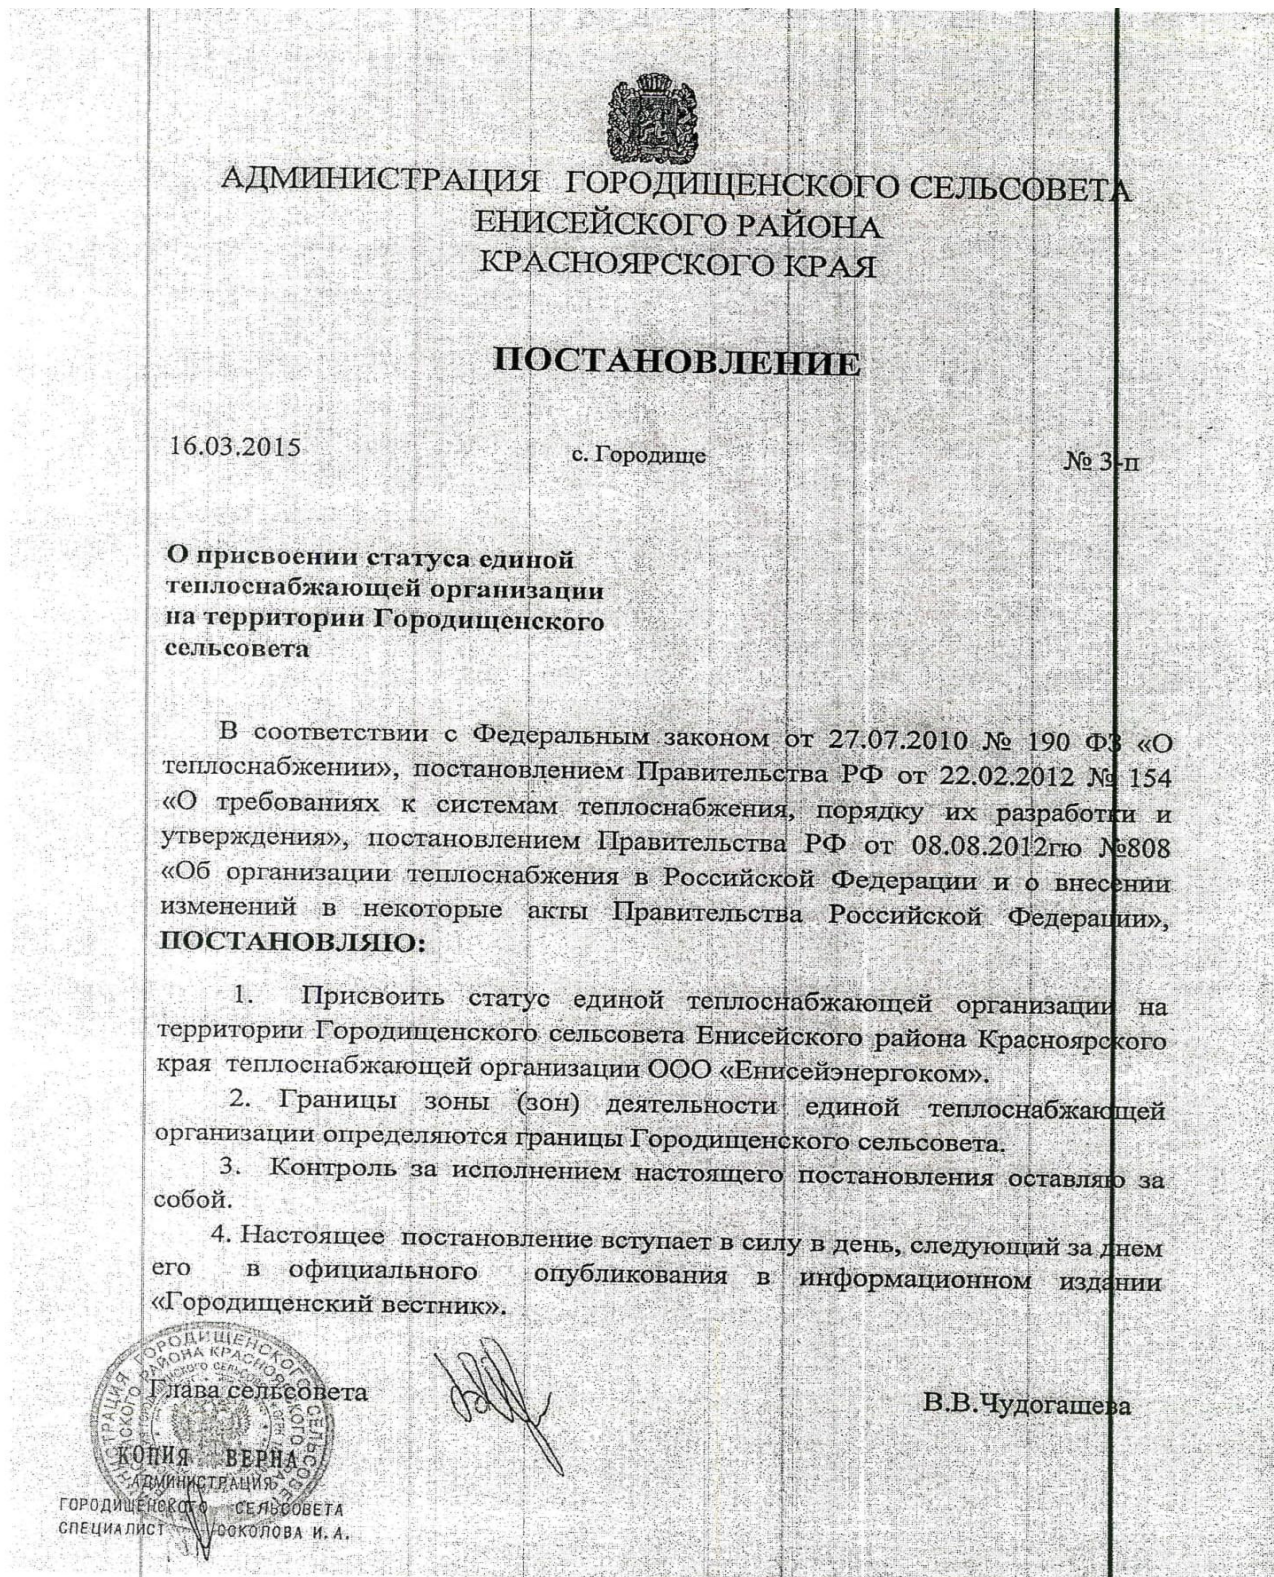 АДМИНИСТРАЦИЯ ГОРОДИЩЕНСКОГО СЕЛЬСОВЕТА
ЕНИСЕЙСКОГО РАЙОНА
КРАСНОЯРСКОГО КРАЯ
ПОСТАНОВЛЕНИЕ
16.03.2015 с. Городище № 3-п
О присвоении статуса единой
теплоснабжающей организации
на территории Городищенского
сельсовета
В соответствии с Федеральным законом от 27.07.2010 № 190 ФЗ «О
теплоснабжении», постановлением Правительства РФ от 22.02.2012 № 154
«О требованиях к системам теплоснабжения, порядку их разработки и
утверждения», постановлением Правительства РФ от 08.08.2012гю №808
«Об организации теплоснабжения в Российской Федерации и о внесении
изменений в некоторые акты Правительства Российской Федерации»,
ПОСТАНОВЛЯЮ:
1. Присвоить статус единой теплоснабжающей организации на
территории Городищенского сельсовета Енисейского района Красноярского
края теплоснабжающей организации ООО «Енисейэнергоком».
2. Границы зоны (зон) деятельности единой теплоснабжающей
организации определяются границы Городищенского сельсовета.
3. Контроль за исполнением настоящего постановления оставляю за
собой.
4. Настоящее постановление вступает в силу в день, следующий за днем
его в официального опубликования в информационном издании
«Городищенский вестник».
Глава сельсовета В.В.Чудогашева
КОПИЯ ВЕРНА
АДМИНИСТРАЦИЯ
ГОРОДИЩЕНСКОГО СЕЛЬСОВЕТА
СПЕЦИАЛИСТ СОКОЛОВА И.А.